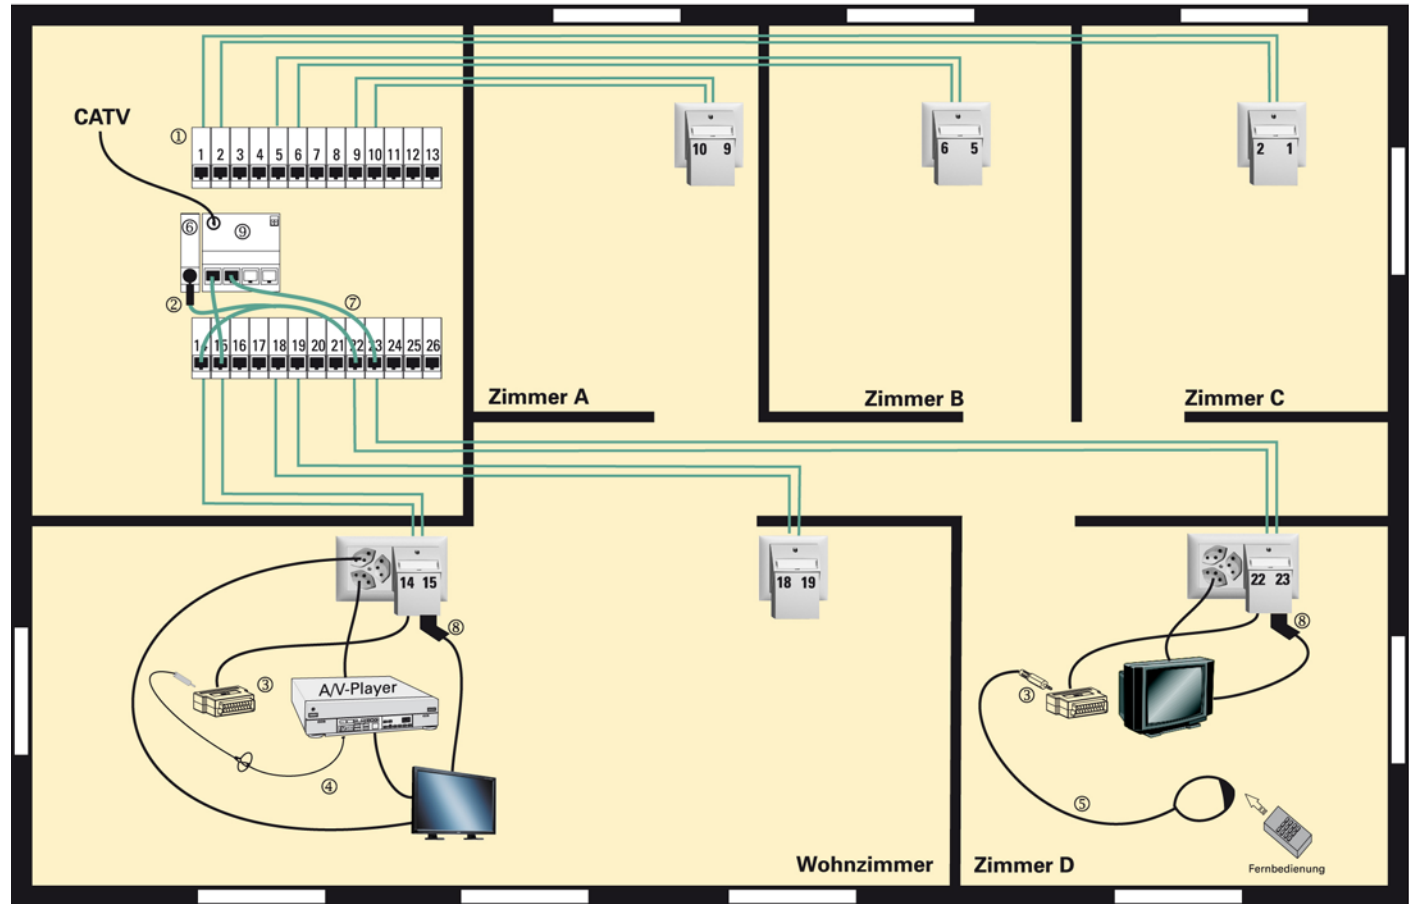 CATV
①
1 2 3 4 5 6 7 8 9 10 11 12 13
10 9
6 5
2 1
⑥ ⑨
② ⑦
14 15 16 17 18 19 20 21 22 23 24 25 26
Zimmer A
Zimmer B
Zimmer C
14 15
18 19
22 23
⑧
⑧
③
A/V-Player
③
④
⑤
Wohnzimmer
Zimmer D
Fernbedienung